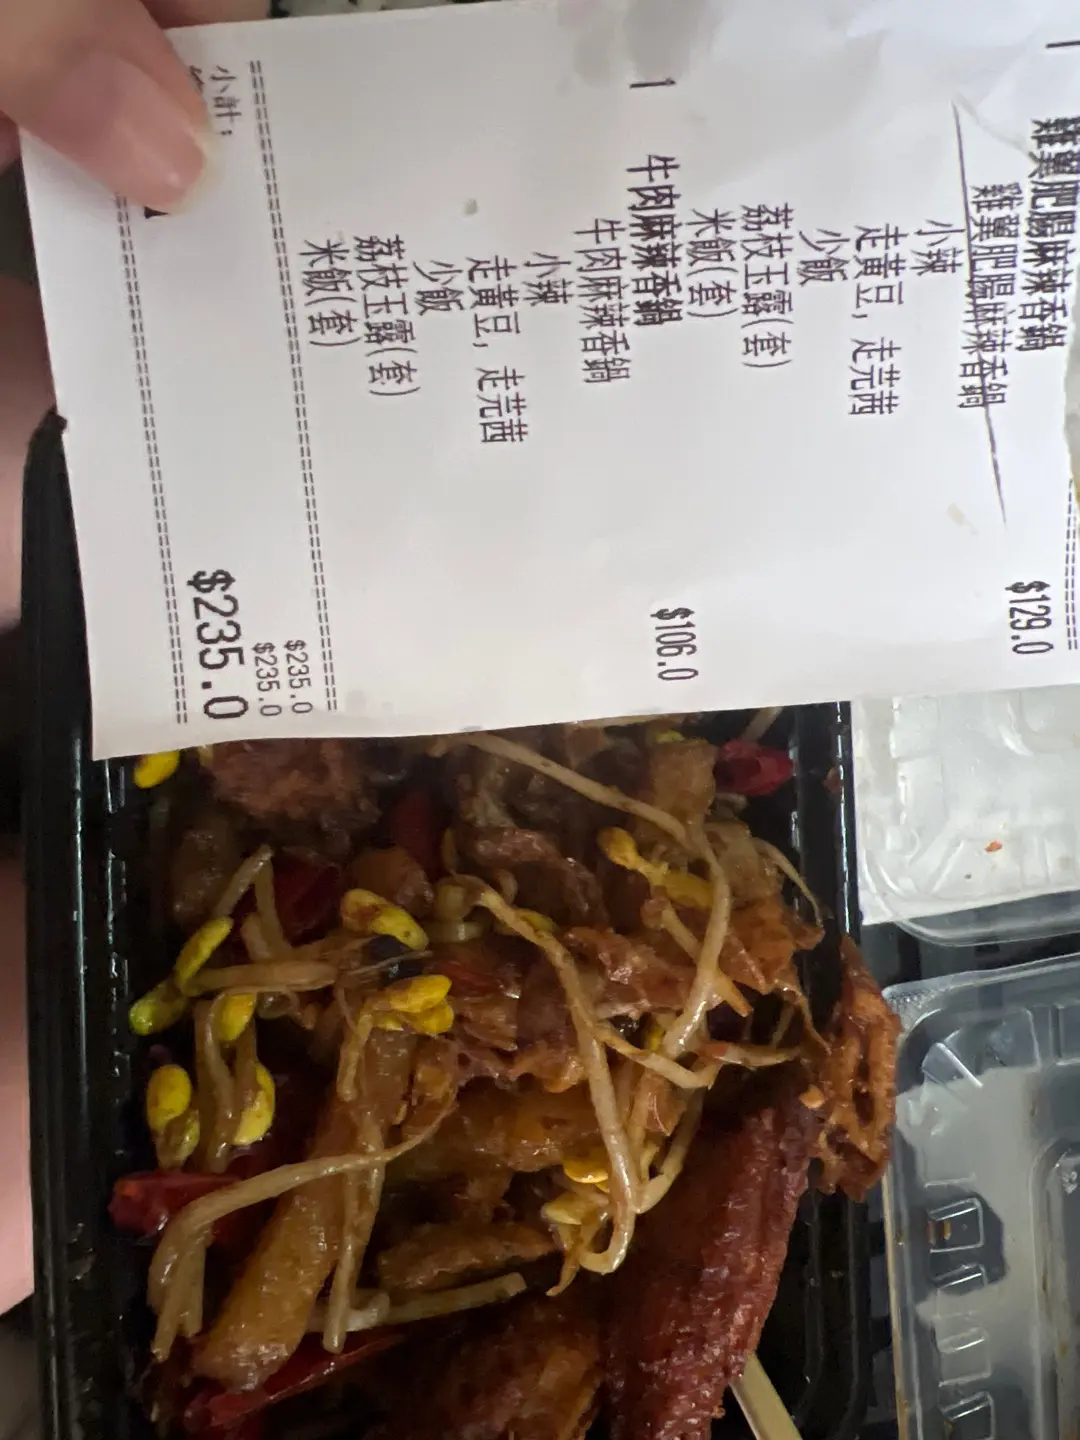 1
雞翼肥腸麻辣香鍋 $129.0
雞翼肥腸麻辣香鍋
小辣
走黃豆, 走芫茜
少飯
荔枝玉露(套)
米飯(套)
1 牛肉麻辣香鍋 $106.0
牛肉麻辣香鍋
小辣
走黃豆, 走芫茜
少飯
荔枝玉露(套)
米飯(套)
小計: $235.0
$235.0
$235.0